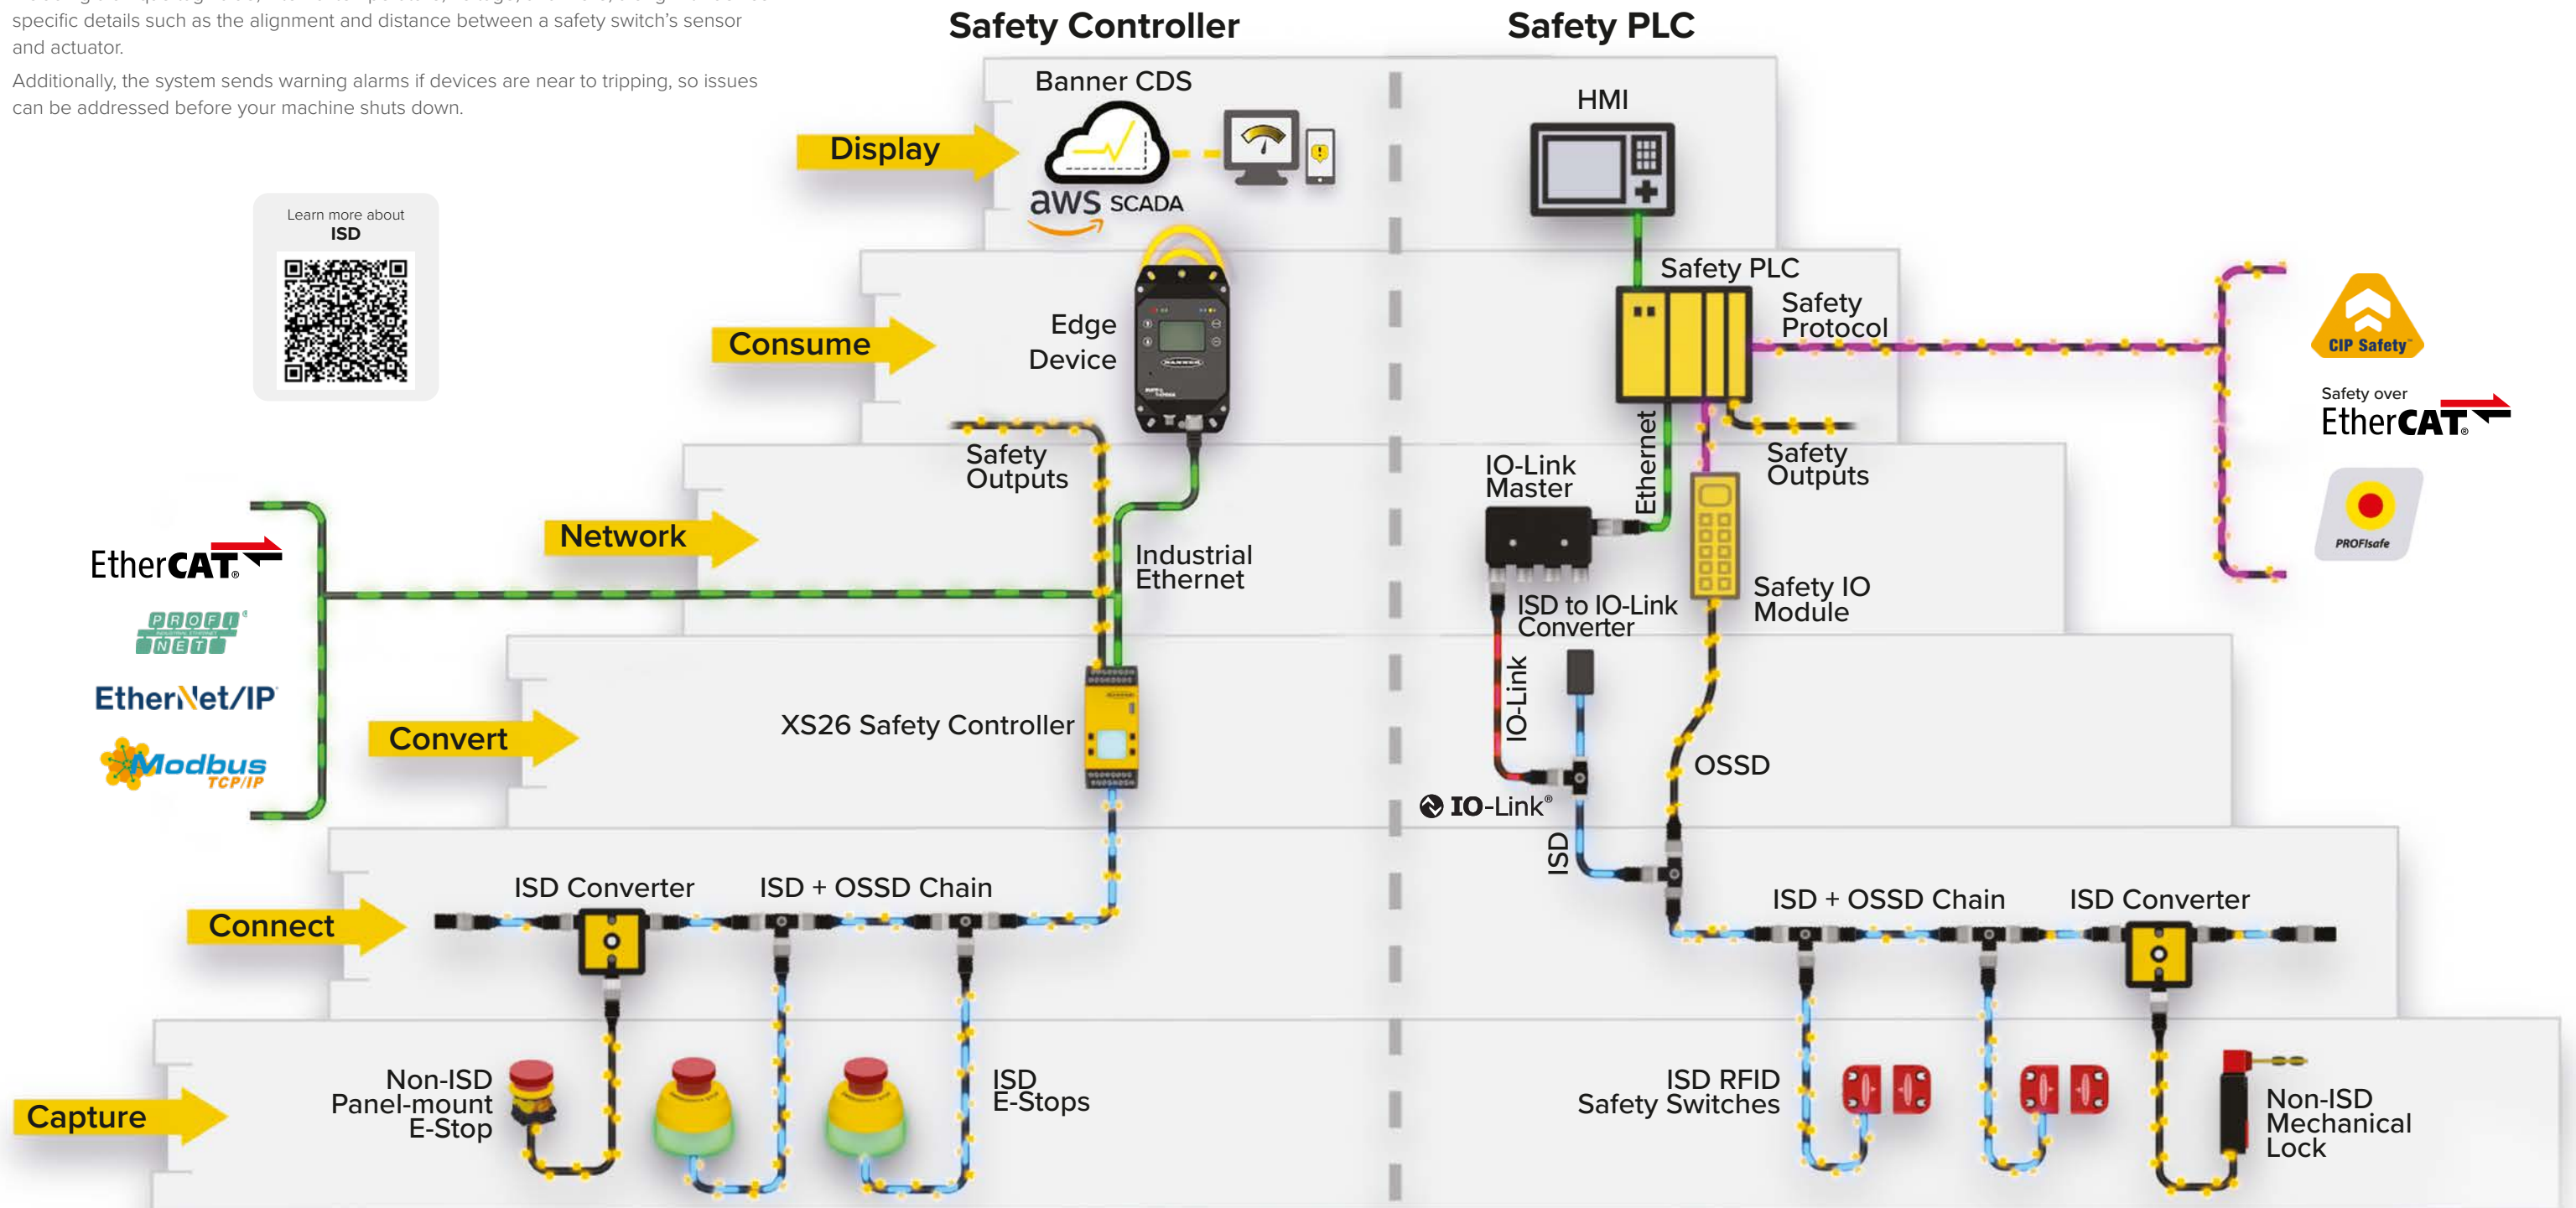 specific details such as the alignment and distance between a safety switch's sensor
and actuator.
Additionally, the system sends warning alarms if devices are near to tripping, so issues
can be addressed before your machine shuts down.
Learn more about
ISD
Safety Controller
Safety PLC
Display
Banner CDS
aws SCADA
HMI
Consume
Edge
Device
BANNER
Safety PLC
Safety
Protocol
CIP Safety™
Safety over
EtherCAT®
PROFIsafe
Network
Safety
Outputs
Industrial
Ethernet
IO-Link
Master
Ethernet
Safety
Outputs
Safety IO
Module
ISD to IO-Link
Converter
EtherCAT®
PROFI®
INDUSTRIAL ETHERNET
NET
EtherNet/IP
Modbus
TCP/IP
Convert
XS26 Safety Controller
IO-Link
OSSD
IO-Link®
ISD
Connect
ISD Converter
ISD + OSSD Chain
ISD + OSSD Chain
ISD Converter
Capture
Non-ISD
Panel-mount
E-Stop
ISD
E-Stops
ISD RFID
Safety Switches
Non-ISD
Mechanical
Lock